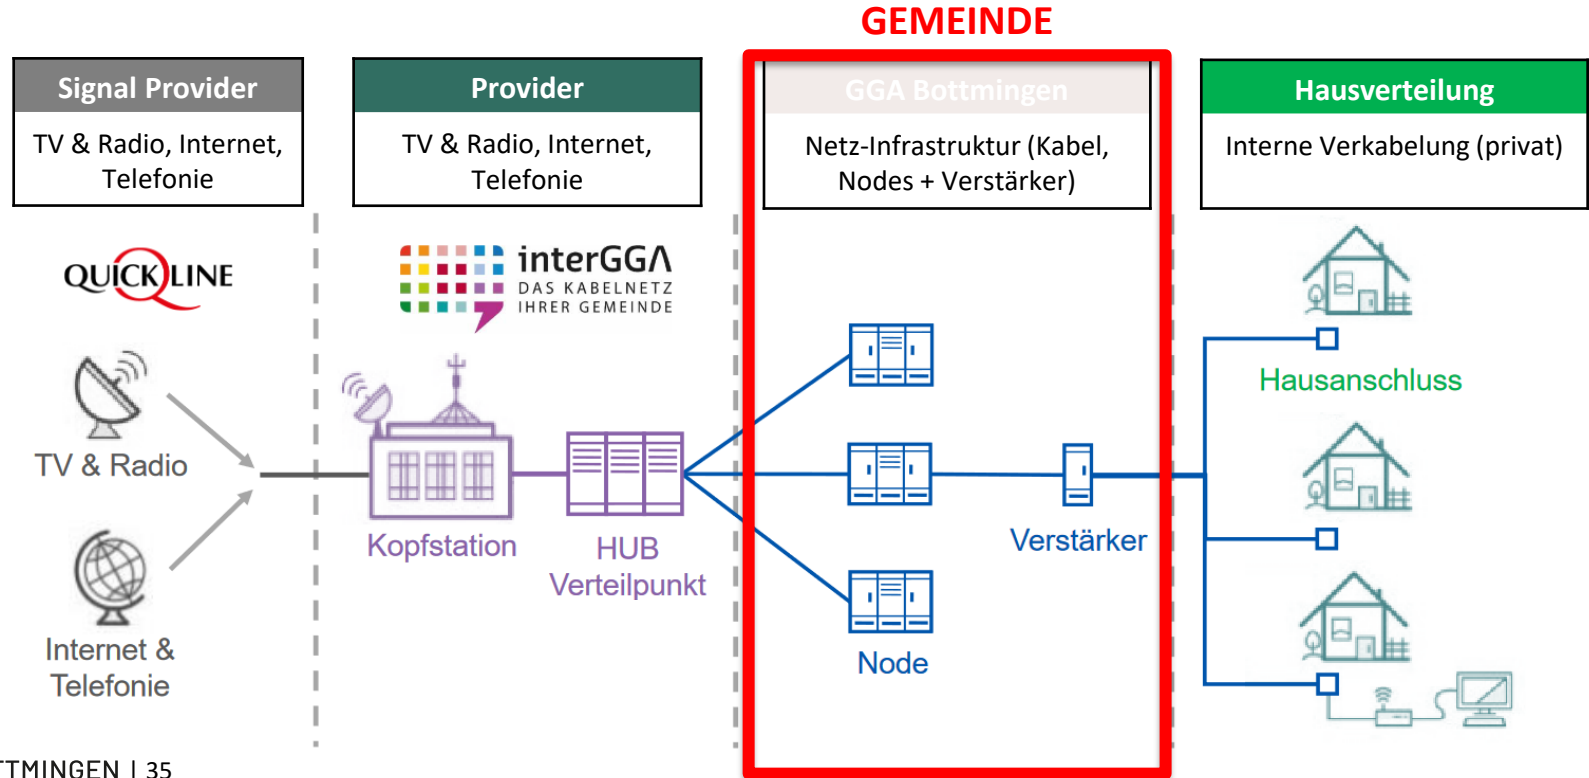 GEMEINDE
Signal Provider
TV & Radio, Internet,
Telefonie
Provider
TV & Radio, Internet,
Telefonie
GGA Bottmingen
Netz-Infrastruktur (Kabel,
Nodes + Verstärker)
Hausverteilung
Interne Verkabelung (privat)
QUICKLINE
interGGA
DAS KABELNETZ
IHRER GEMEINDE
TV & Radio
Internet &
Telefonie
Kopfstation
HUB
Verteilpunkt
Node
Verstärker
Hausanschluss
TTMINGEN | 35